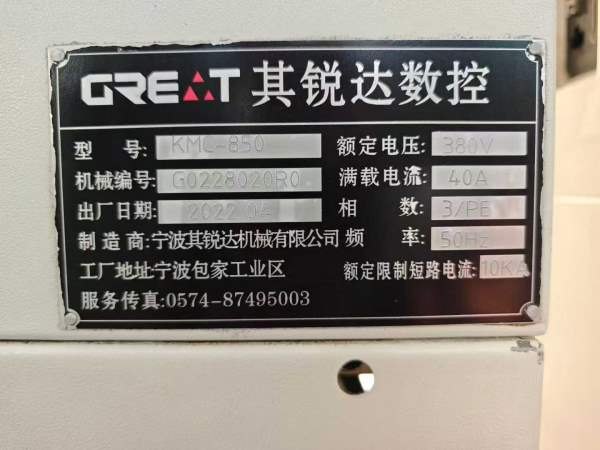 GREAT 其锐达数控
型 号: KMC-850 额定电压: 380V
机械编号: G0228020R0 满载电流: 40A
出厂日期: 2022.04 相 数: 3/PE
制造商:宁波其锐达机械有限公司 频 率: 50Hz
工厂地址:宁波包家工业区 额定限制短路电流: 10KA
服务传真:0574-87495003